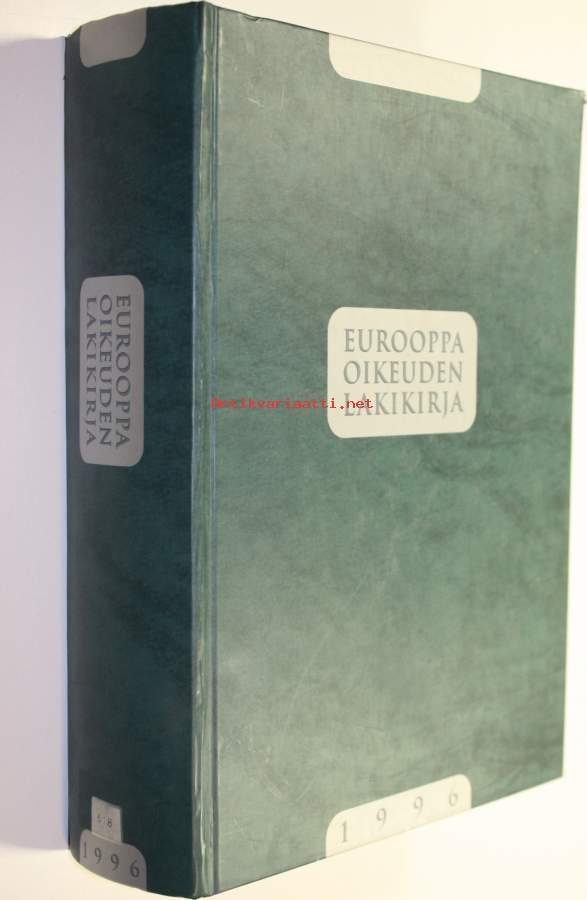 EUROOPPA
OIKEUDEN
LAKIKIRJA
1996
EUROOPPA
OIKEUDEN
LAKIKIRJA
1996
Antikvariaatti.net